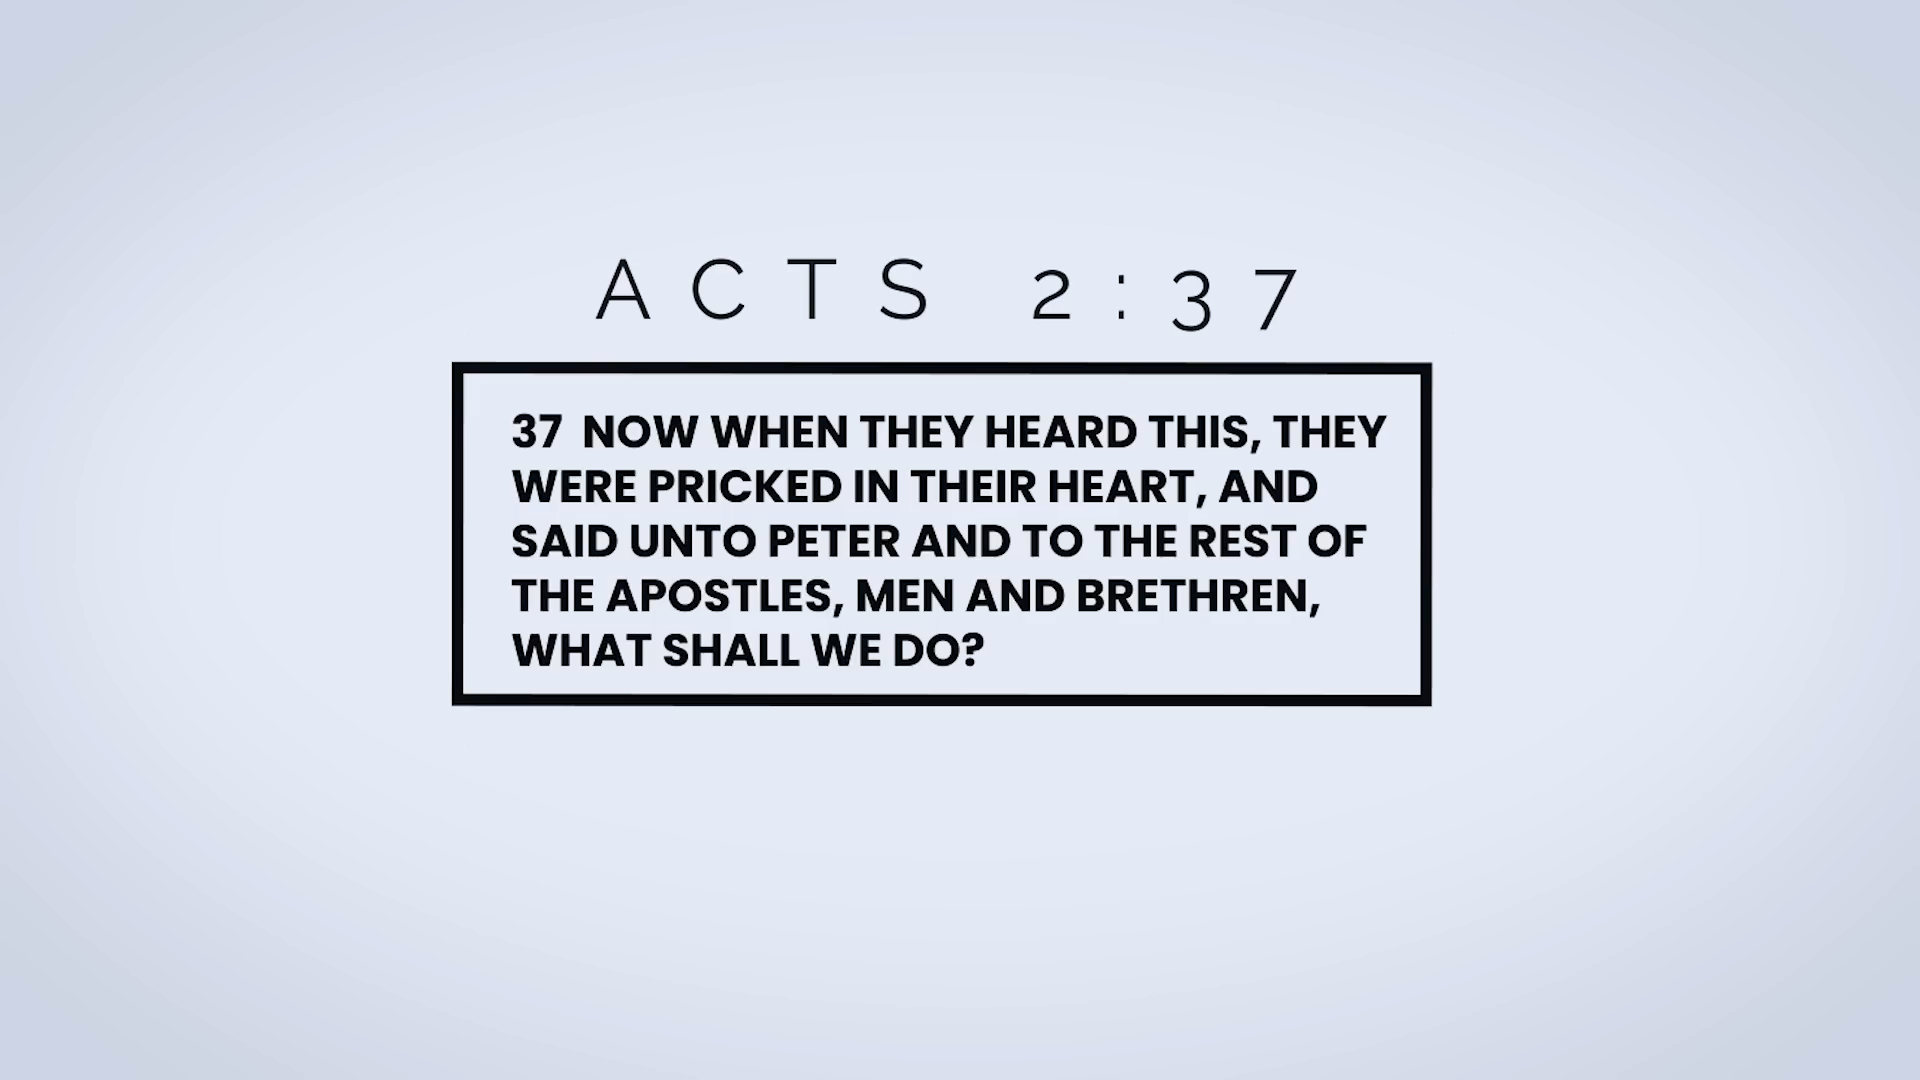 ACTS 2:37
37 NOW WHEN THEY HEARD THIS, THEY
WERE PRICKED IN THEIR HEART, AND
SAID UNTO PETER AND TO THE REST OF
THE APOSTLES, MEN AND BRETHREN,
WHAT SHALL WE DO?